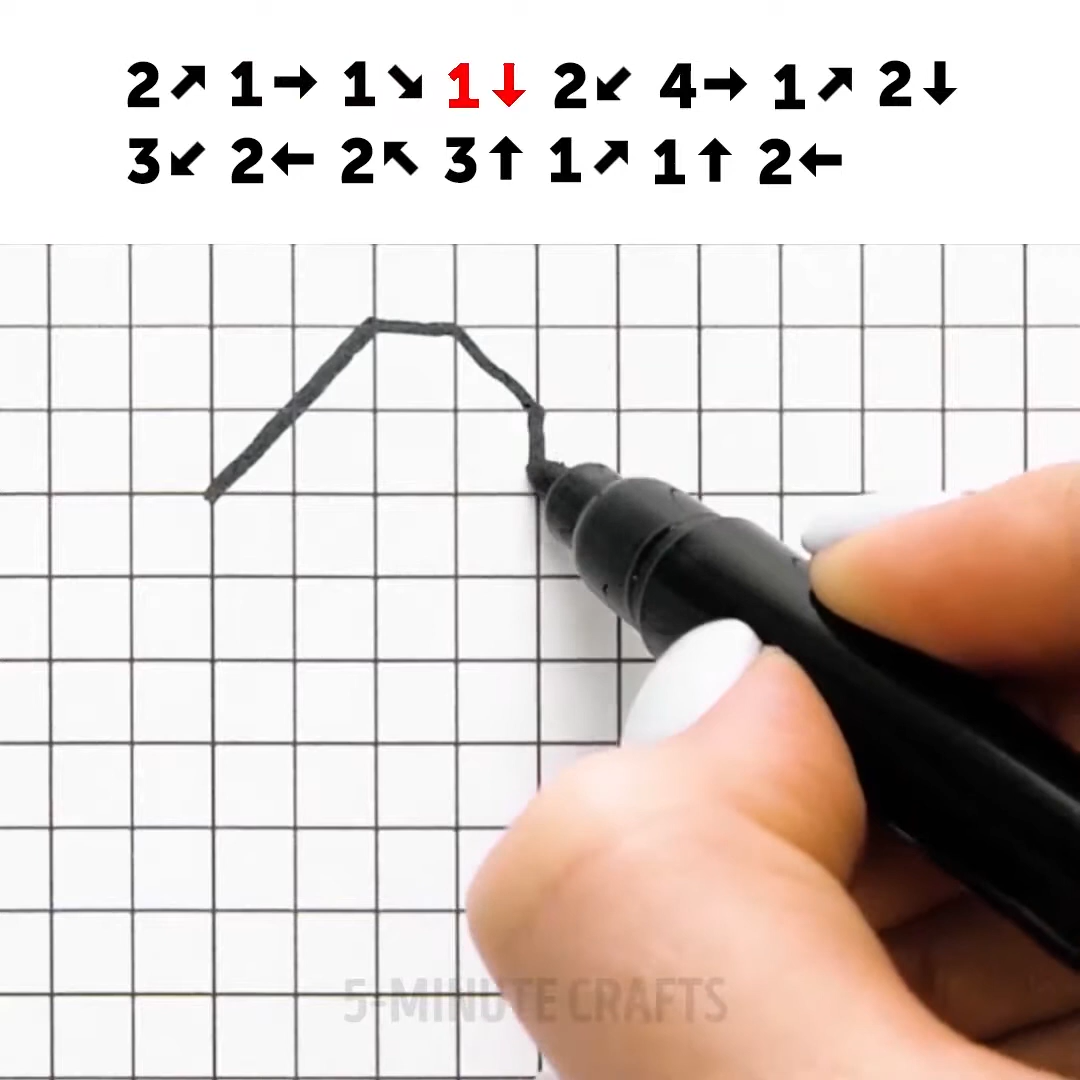 2↗ 1→ 1↘ 1↓ 2↙ 4→ 1↗ 2↓
3↙ 2← 2↖ 3↑ 1↗ 1↑ 2←
5-MINUTE CRAFTS